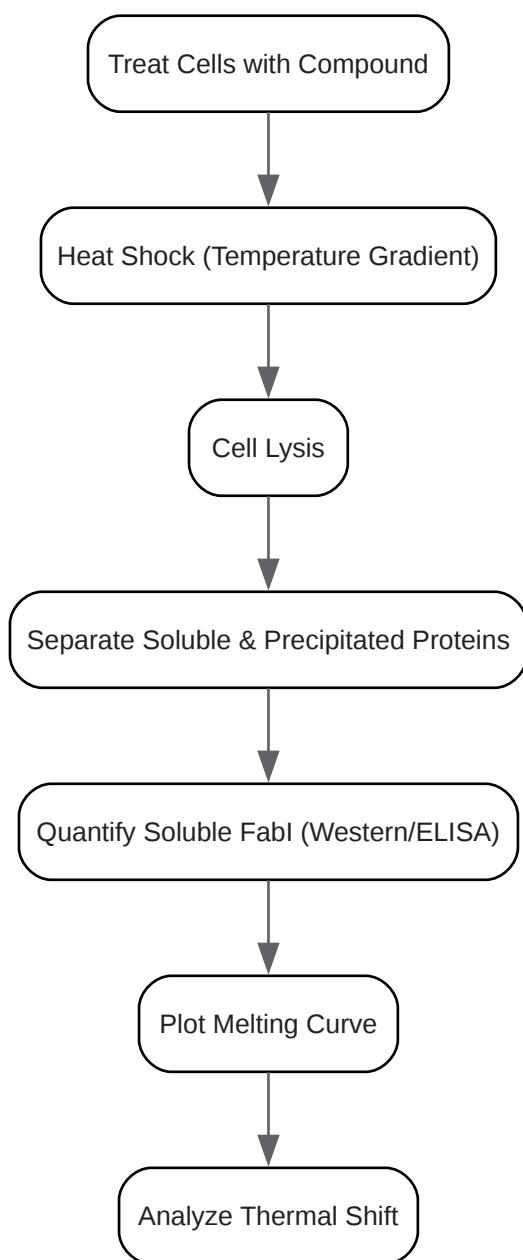 Treat Cells with Compound
Heat Shock (Temperature Gradient)
Cell Lysis
Separate Soluble & Precipitated Proteins
Quantify Soluble FabI (Western/ELISA)
Plot Melting Curve
Analyze Thermal Shift